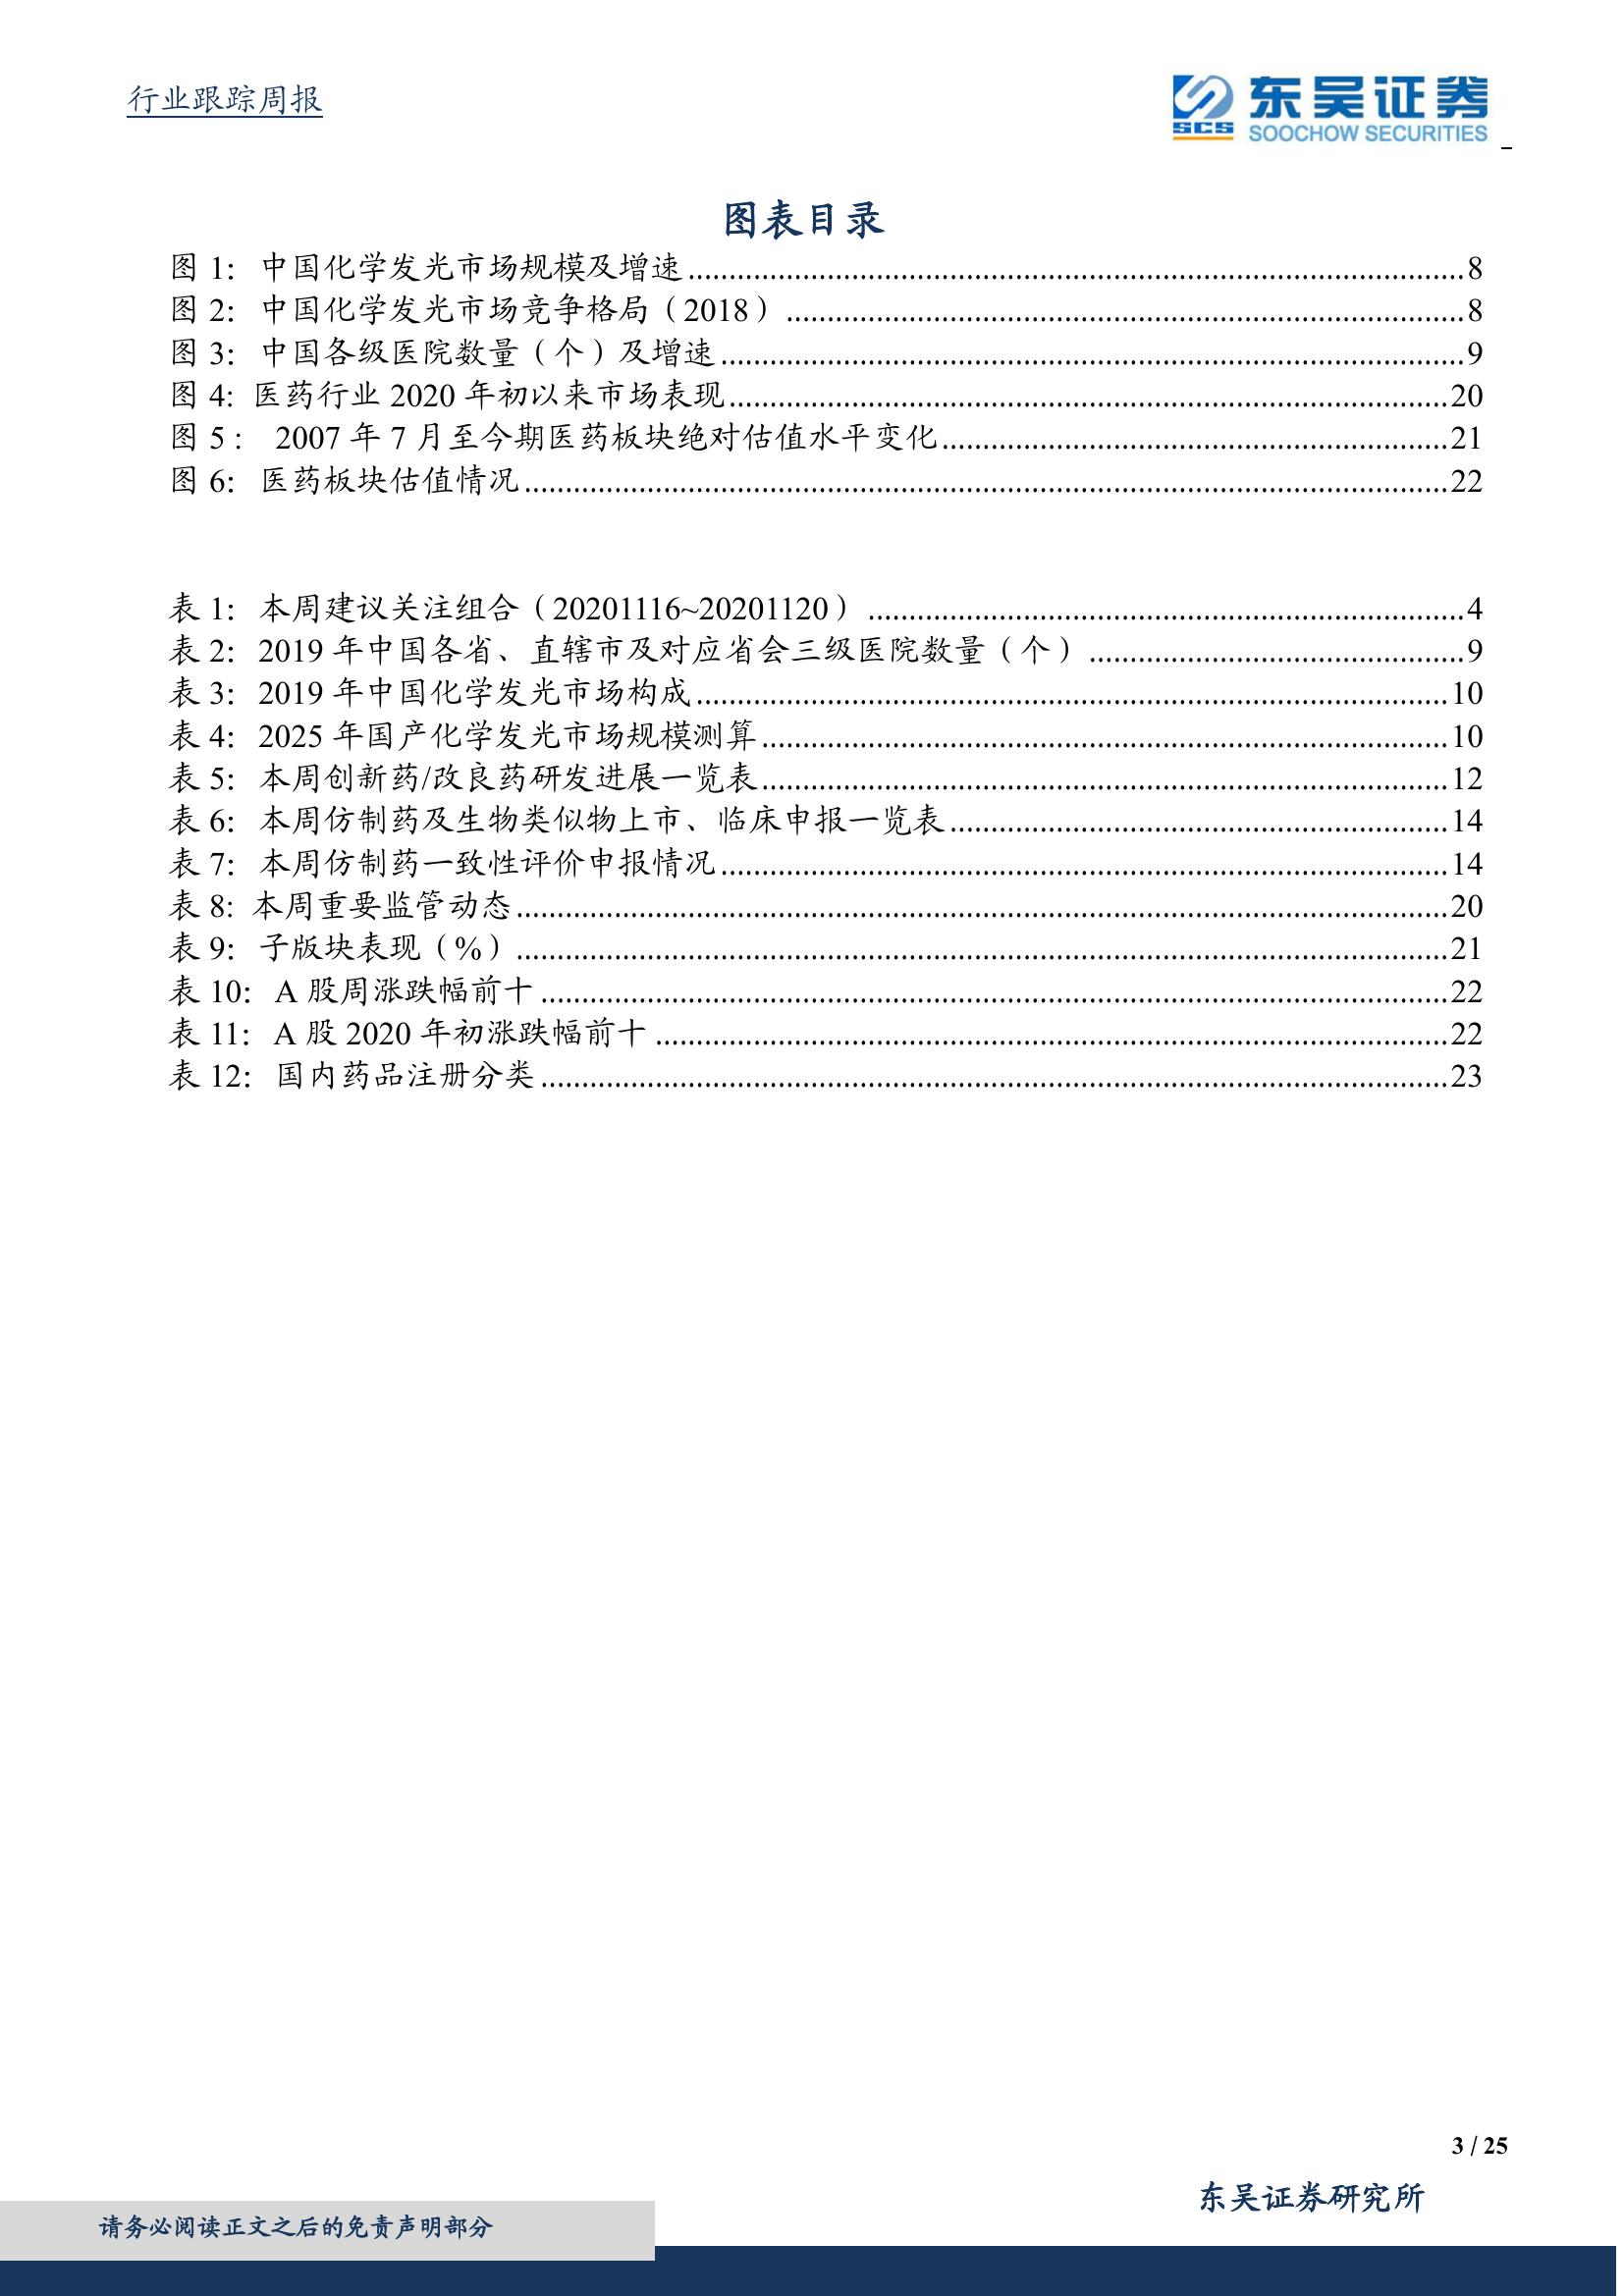 行业跟踪周报
SCS 东吴证券
SOOCHOW SECURITIES
图表目录
图 1: 中国化学发光市场规模及增速........................8
图 2: 中国化学发光市场竞争格局（2018）........................8
图 3: 中国各级医院数量（个）及增速........................9
图 4: 医药行业 2020 年初以来市场表现........................20
图 5： 2007 年 7 月至今期医药板块绝对估值水平变化........................21
图 6: 医药板块估值情况........................22
表 1: 本周建议关注组合（20201116~20201120）........................4
表 2: 2019 年中国各省、直辖市及对应省会三级医院数量（个）........................9
表 3: 2019 年中国化学发光市场构成........................10
表 4: 2025 年国产化学发光市场规模测算........................10
表 5: 本周创新药/改良药研发进展一览表........................12
表 6: 本周仿制药及生物类似物上市、临床申报一览表........................14
表 7: 本周仿制药一致性评价申报情况........................14
表 8: 本周重要监管动态........................20
表 9: 子版块表现（%）........................21
表 10: A 股周涨跌幅前十........................22
表 11: A 股 2020 年初涨跌幅前十........................22
表 12: 国内药品注册分类........................23
3 / 25
东吴证券研究所
请务必阅读正文之后的免责声明部分